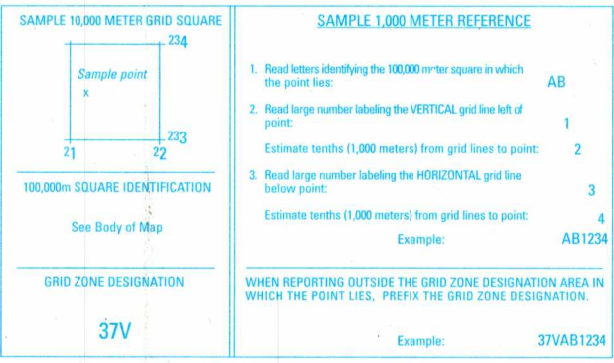 SAMPLE 10,000 METER GRID SQUARE
234
Sample point
x
233
21
22
100,000m SQUARE IDENTIFICATION
See Body of Map
GRID ZONE DESIGNATION
37V
SAMPLE 1,000 METER REFERENCE
1. Read letters identifying the 100,000 meter square in which
the point lies: AB
2. Read large number labeling the VERTICAL grid line left of
point: 1
Estimate tenths (1,000 meters) from grid lines to point: 2
3. Read large number labeling the HORIZONTAL grid line
below point: 3
Estimate tenths (1,000 meters) from grid lines to point: 4
Example: AB1234
WHEN REPORTING OUTSIDE THE GRID ZONE DESIGNATION AREA IN
WHICH THE POINT LIES, PREFIX THE GRID ZONE DESIGNATION.
Example: 37VAB1234